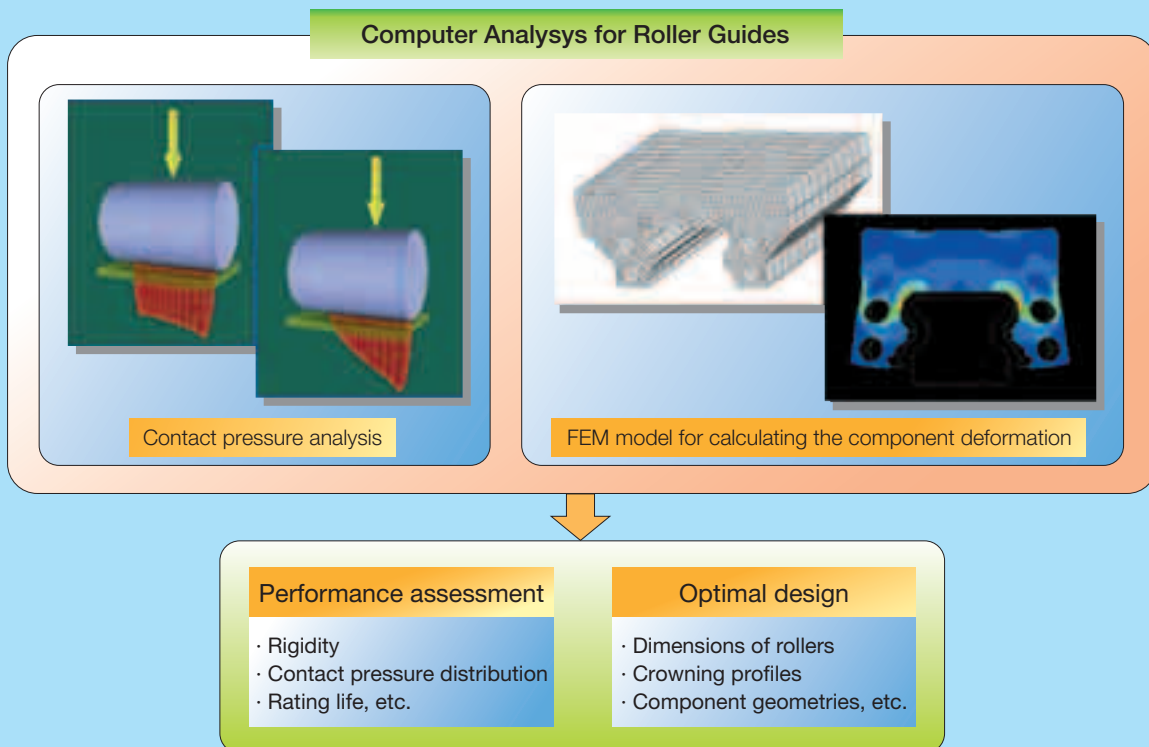 Computer Analysys for Roller Guides
Contact pressure analysis
FEM model for calculating the component deformation
Performance assessment
· Rigidity
· Contact pressure distribution
· Rating life, etc.
Optimal design
· Dimensions of rollers
· Crowning profiles
· Component geometries, etc.